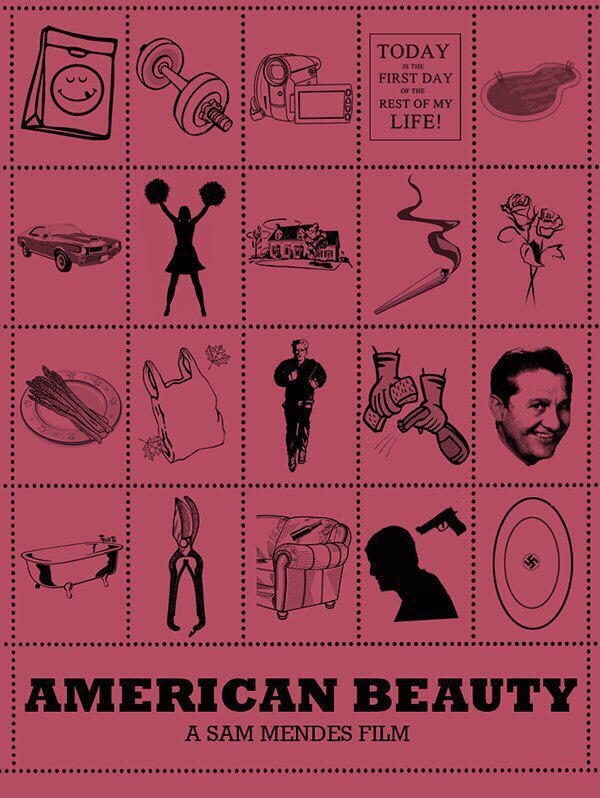 TODAY
IS THE
FIRST DAY
OF THE
REST OF MY
LIFE!
AMERICAN BEAUTY
A SAM MENDES FILM